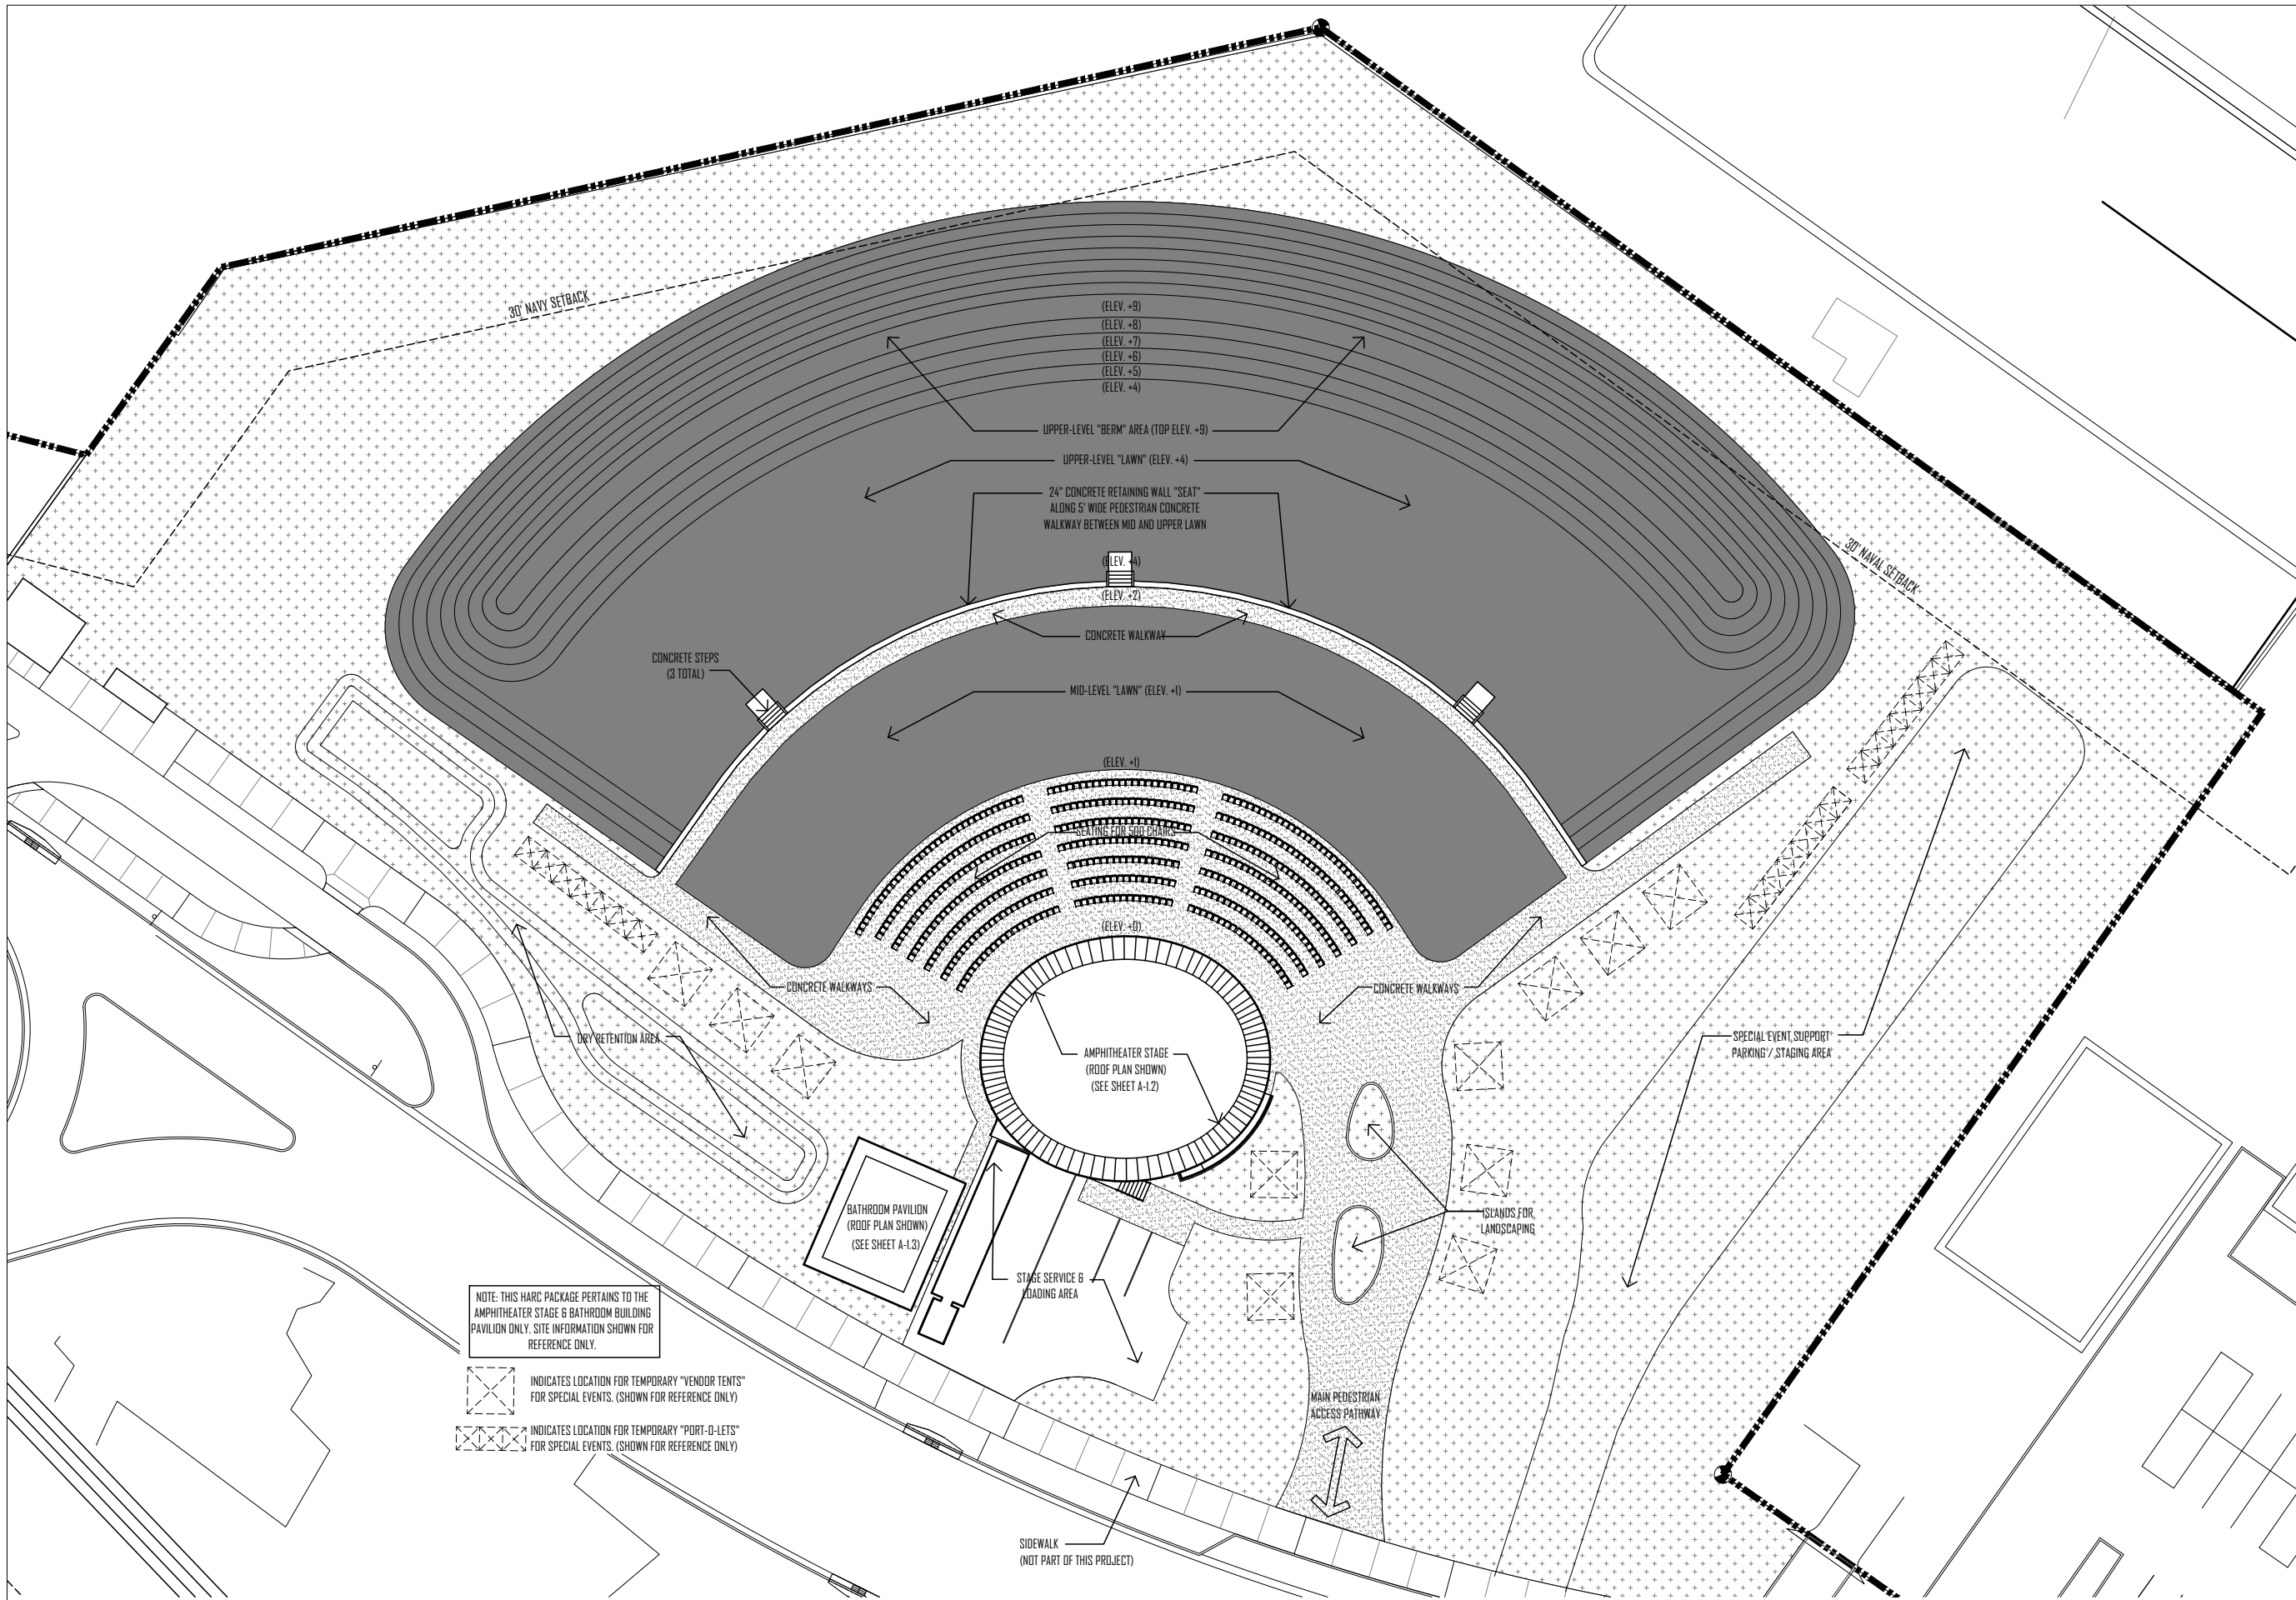 30' NAVY SETBACK
(ELEV. +9)
(ELEV. +8)
(ELEV. +7)
(ELEV. +6)
(ELEV. +5)
(ELEV. +4)
UPPER-LEVEL "BERM" AREA (TOP ELEV. +9)
UPPER-LEVEL "LAWN" (ELEV. +4)
24" CONCRETE RETAINING WALL "SEAT"
ALONG 5' WIDE PEDESTRIAN CONCRETE
WALKWAY BETWEEN MID AND UPPER LAWN
30' NAVAL SETBACK
(ELEV. +4)
(ELEV. +2)
CONCRETE WALKWAY
CONCRETE STEPS
(3 TOTAL)
MID-LEVEL "LAWN" (ELEV. +1)
(ELEV. +1)
SEATING FOR 500 CHAIRS
(ELEV. +0)
CONCRETE WALKWAYS
CONCRETE WALKWAYS
DRY RETENTION AREA
AMPHITHEATER STAGE
(ROOF PLAN SHOWN)
(SEE SHEET A-1.2)
SPECIAL EVENT SUPPORT
PARKING / STAGING AREA
BATHROOM PAVILION
(ROOF PLAN SHOWN)
(SEE SHEET A-1.3)
ISLANDS FOR
LANDSCAPING
STAGE SERVICE &
LOADING AREA
NOTE: THIS HARC PACKAGE PERTAINS TO THE
AMPHITHEATER STAGE & BATHROOM BUILDING
PAVILION ONLY. SITE INFORMATION SHOWN FOR
REFERENCE ONLY.
INDICATES LOCATION FOR TEMPORARY "VENDOR TENTS"
FOR SPECIAL EVENTS. (SHOWN FOR REFERENCE ONLY)
INDICATES LOCATION FOR TEMPORARY "PORT-O-LETS"
FOR SPECIAL EVENTS. (SHOWN FOR REFERENCE ONLY)
MAIN PEDESTRIAN
ACCESS PATHWAY
SIDEWALK
(NOT PART OF THIS PROJECT)